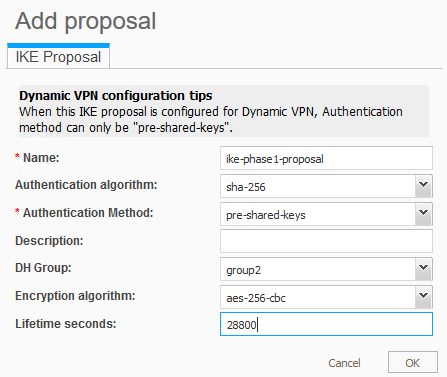 Add proposal
IKE Proposal
Dynamic VPN configuration tips
When this IKE proposal is configured for Dynamic VPN, Authentication
method can only be "pre-shared-keys".
* Name: ike-phase1-proposal
Authentication algorithm: sha-256
* Authentication Method: pre-shared-keys
Description:
DH Group: group2
Encryption algorithm: aes-256-cbc
Lifetime seconds: 28800
Cancel OK